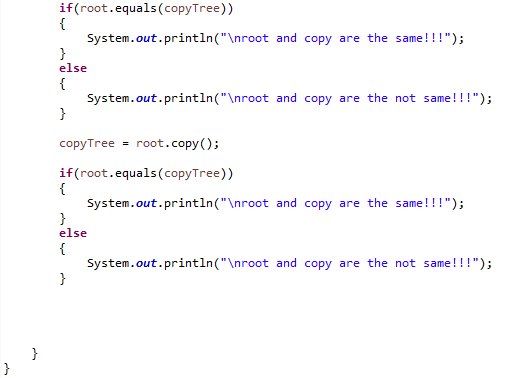 if(root.equals(copyTree))
{
System.out.println("\nroot and copy are the same!!!");
}
else
{
System.out.println("\nroot and copy are the not same!!!");
}
copyTree = root.copy();
if(root.equals(copyTree))
{
System.out.println("\nroot and copy are the same!!!");
}
else
{
System.out.println("\nroot and copy are the not same!!!");
}
}
}